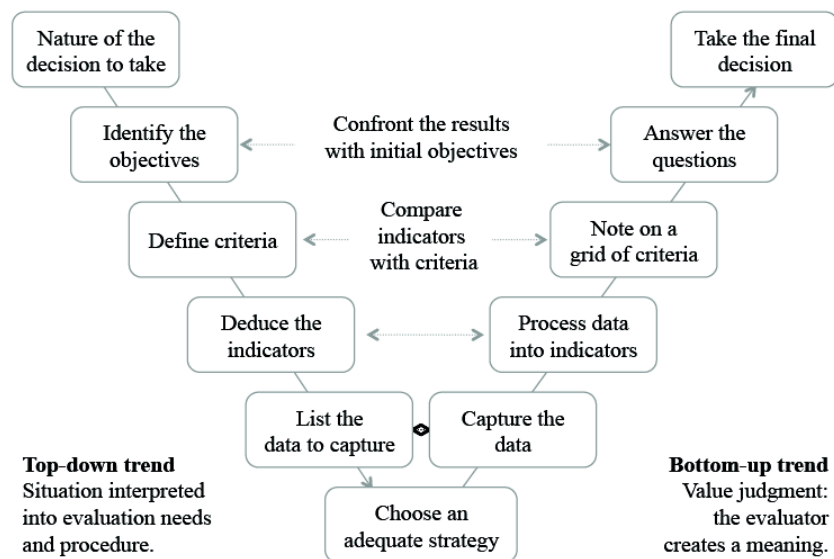 Nature of the
decision to take
Take the final
decision
Identify the
objectives
Confront the results
with initial objectives
Answer the
questions
Define criteria
Compare
indicators
with criteria
Note on a
grid of criteria
Deduce the
indicators
Process data
into indicators
List the
data to capture
Capture the
data
Top-down trend
Situation interpreted
into evaluation needs
and procedure.
Choose an
adequate strategy
Bottom-up trend
Value judgment:
the evaluator
creates a meaning.